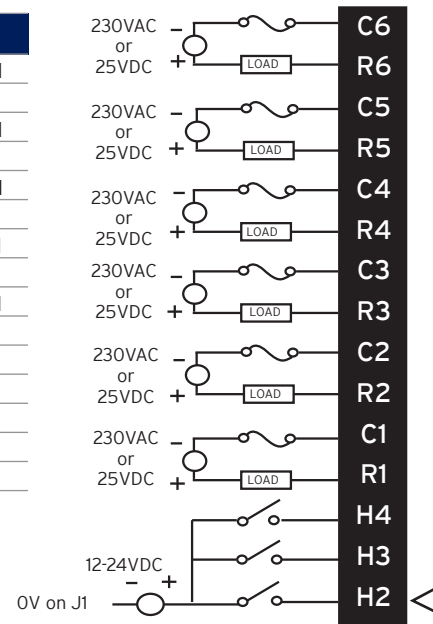 230VAC
or
25VDC
−
+
LOAD
C6
R6
230VAC
or
25VDC
−
+
LOAD
C5
R5
230VAC
or
25VDC
−
+
LOAD
C4
R4
230VAC
or
25VDC
−
+
LOAD
C3
R3
230VAC
or
25VDC
−
+
LOAD
C2
R2
230VAC
or
25VDC
−
+
LOAD
C1
R1
H4
H3
12-24VDC
− +
0V on J1
H2